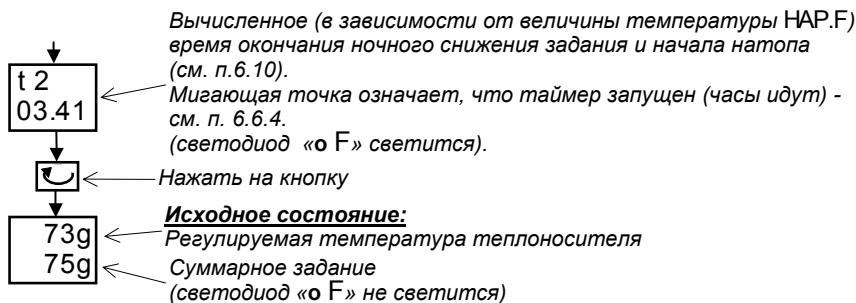 Вычисленное (в зависимости от величины температуры НАР.F)
время окончания ночного снижения задания и начала натопа
(см. п.6.10).
t 2
03.41
Мигающая точка означает, что таймер запущен (часы идут) -
см. п. 6.6.4.
(светодиод «o F» светится).
Нажать на кнопку
Исходное состояние:
73g
Регулируемая температура теплоносителя
75g
Суммарное задание
(светодиод «o F» не светится)